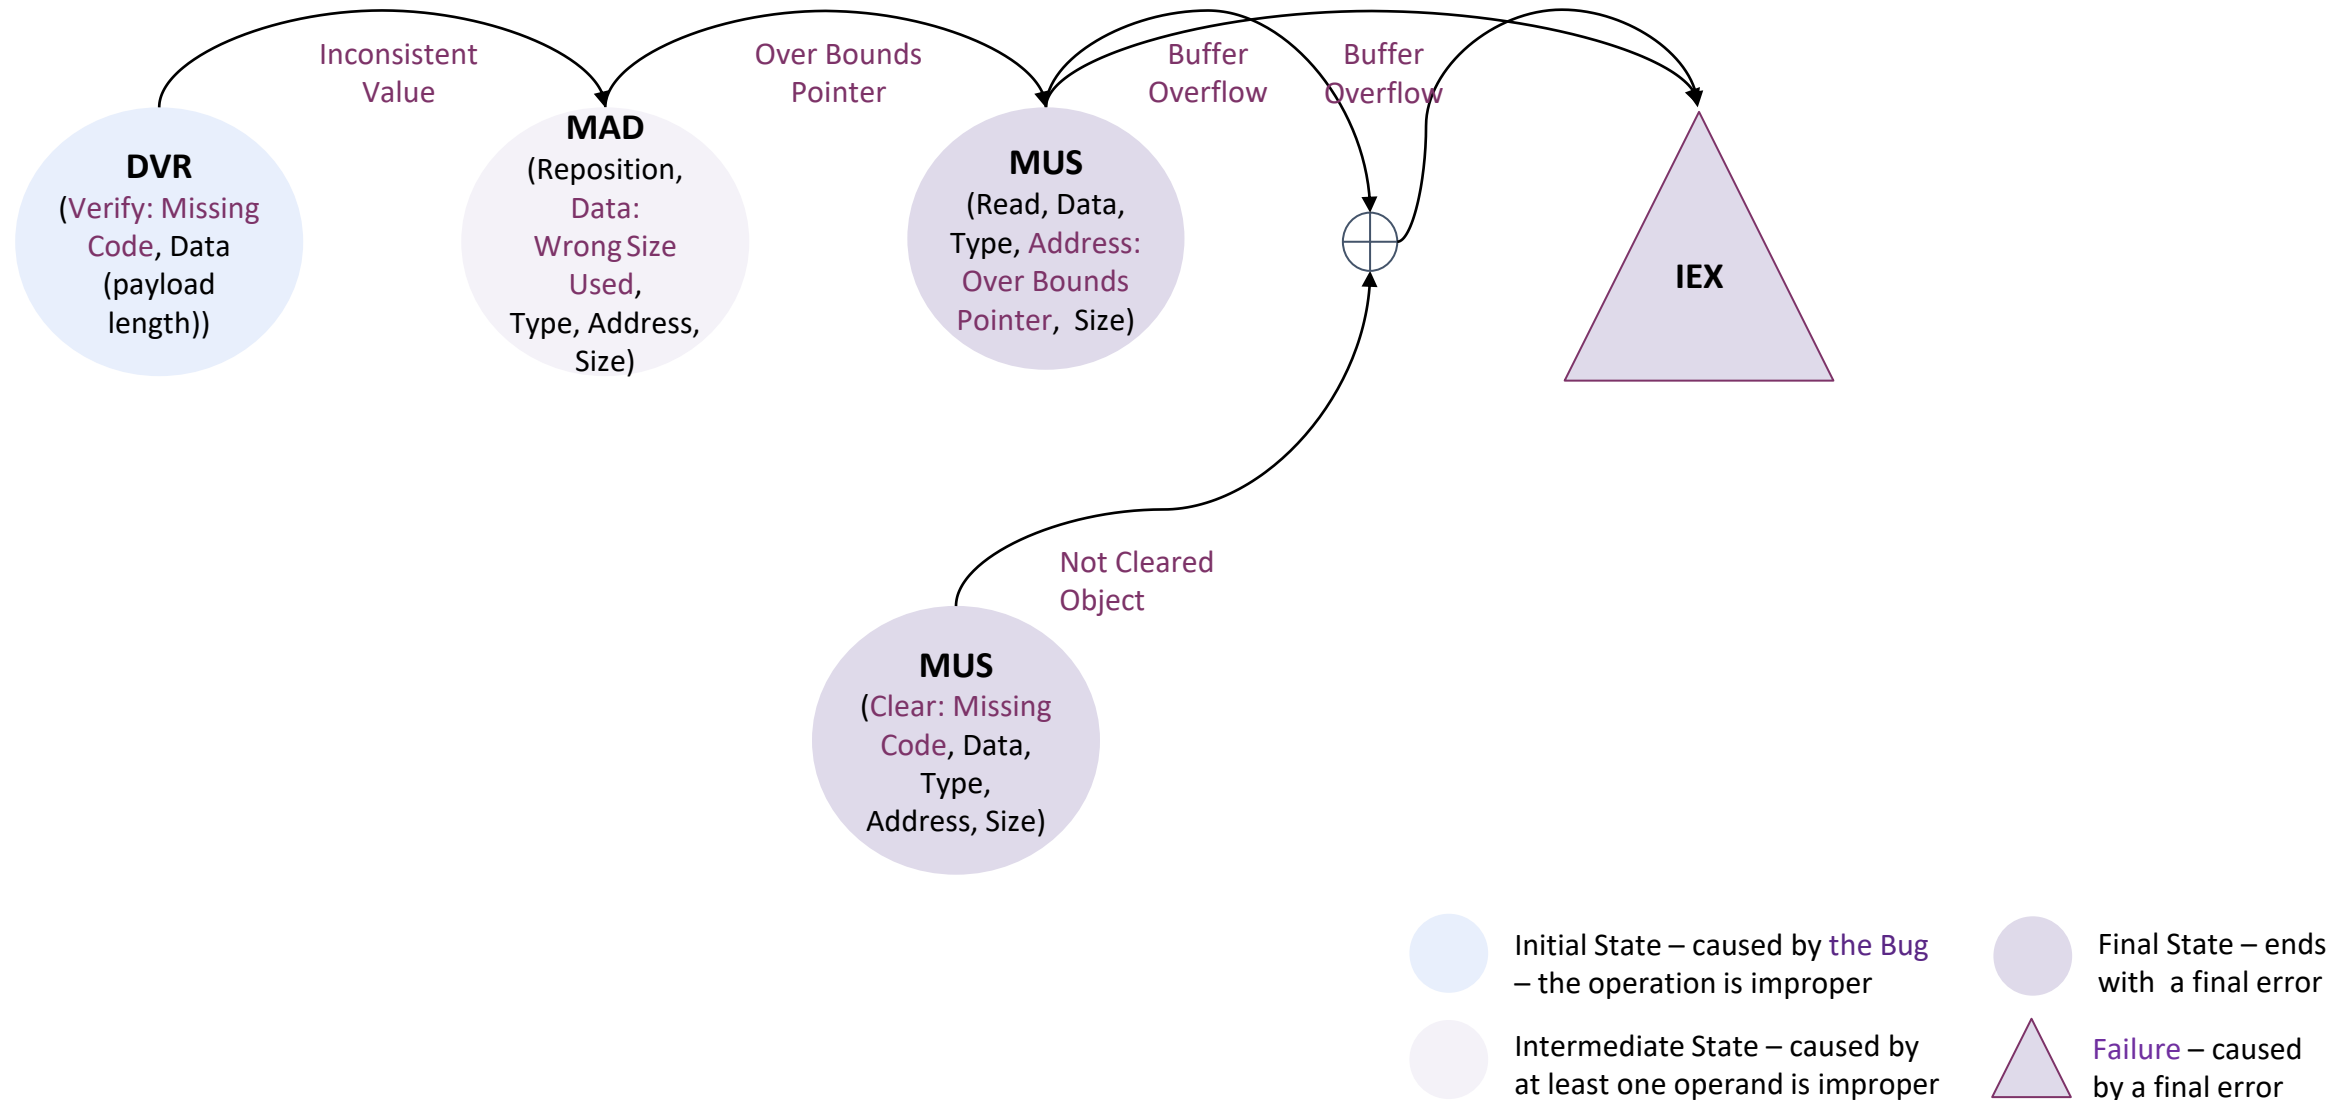 Inconsistent
Value
Over Bounds
Pointer
Buffer
Overflow
Buffer
Overflow
DVR
(Verify: Missing
Code, Data
(payload
length))
MAD
(Reposition,
Data:
Wrong Size
Used,
Type, Address,
Size)
MUS
(Read, Data,
Type, Address:
Over Bounds
Pointer, Size)
IEX
Not Cleared
Object
MUS
(Clear: Missing
Code, Data,
Type,
Address, Size)
Initial State – caused by the Bug
– the operation is improper
Intermediate State – caused by
at least one operand is improper
Final State – ends
with a final error
Failure – caused
by a final error